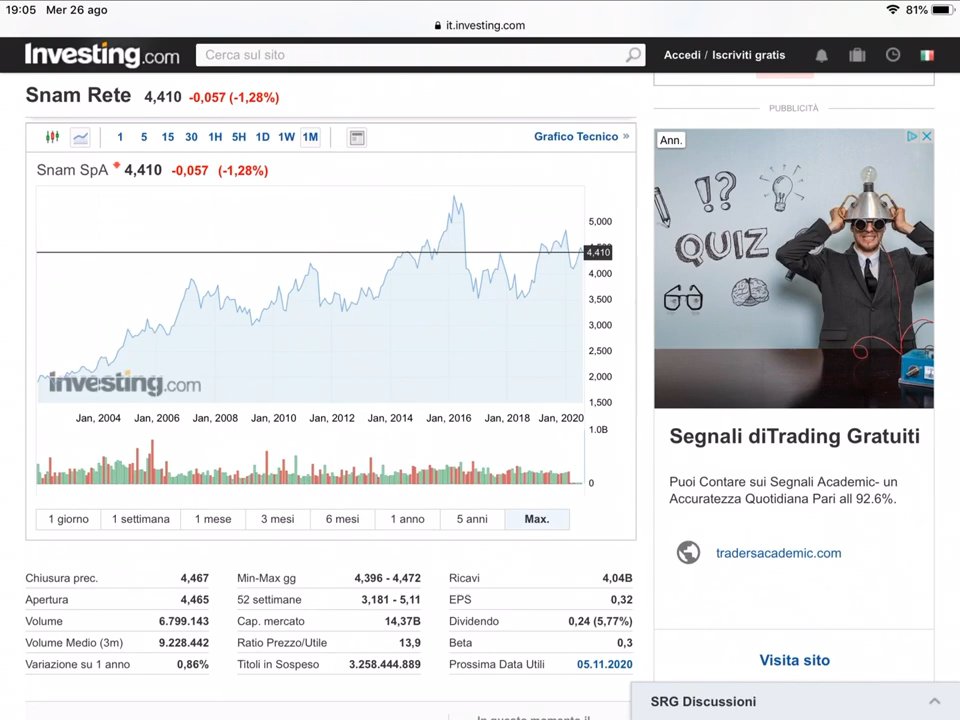 19:05 Mer 26 ago
81%
it.investing.com
Investing.com
Cerca sul sito
Accedi / Iscriviti gratis
Snam Rete 4,410 -0,057 (-1,28%)
1 5 15 30 1H 5H 1D 1W 1M
Grafico Tecnico »
Snam SpA 4,410 -0,057 (-1,28%)
5,000
4,410
4,000
3,500
3,000
2,500
2,000
1,500
investing.com
Jan, 2004 Jan, 2006 Jan, 2008 Jan, 2010 Jan, 2012 Jan, 2014 Jan, 2016 Jan, 2018 Jan, 2020
1.0B
0
1 giorno 1 settimana 1 mese 3 mesi 6 mesi 1 anno 5 anni Max.
Chiusura prec. 4,467
Apertura 4,465
Volume 6.799.143
Volume Medio (3m) 9.228.442
Variazione su 1 anno 0,86%
Min-Max gg 4,396 - 4,472
52 settimane 3,181 - 5,11
Cap. mercato 14,37B
Ratio Prezzo/Utile 13,9
Titoli in Sospeso 3.258.444.889
Ricavi 4,04B
EPS 0,32
Dividendo 0,24 (5,77%)
Beta 0,3
Prossima Data Utili 05.11.2020
PUBBLICITÀ
Ann.
!?
QUIZ
Segnali diTrading Gratuiti
Puoi Contare sui Segnali Academic- un
Accuratezza Quotidiana Pari all 92.6%.
tradersacademic.com
Visita sito
SRG Discussioni